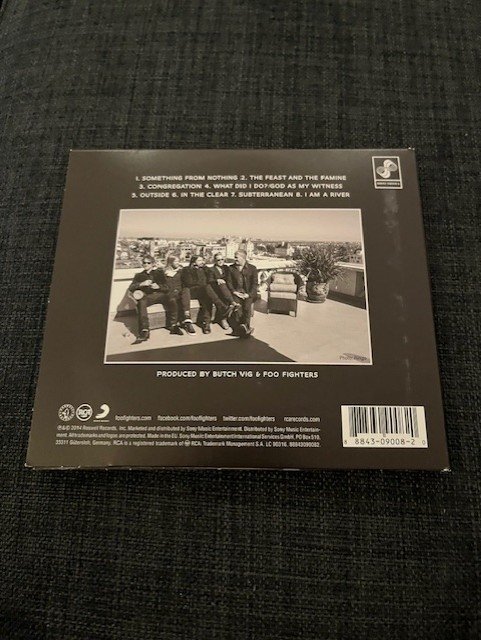 1. SOMETHING FROM NOTHING 2. THE FEAST AND THE FAMINE
3. CONGREGATION 4. WHAT DID I DO?/GOD AS MY WITNESS
5. OUTSIDE 6. IN THE CLEAR 7. SUBTERRANEAN 8. I AM A RIVER
PRODUCED BY BUTCH VIG & FOO FIGHTERS
foofighters.com facebook.com/foofighters twitter.com/foofighters rcarecords.com
℗ © 2014 Roswell Records, Inc. Marketed and distributed by Sony Music Entertainment. Distributed by Sony Music Entertain-
ment. All trademarks and logos are protected. Made in the EU. Sony Music Entertainment International Services GmbH, PO Box 510,
33311 Gütersloh, Germany. RCA is a registered trademark of RCA Trademark Management S.A. LC 00316. 88843090082.
8 8843-09008-2 0